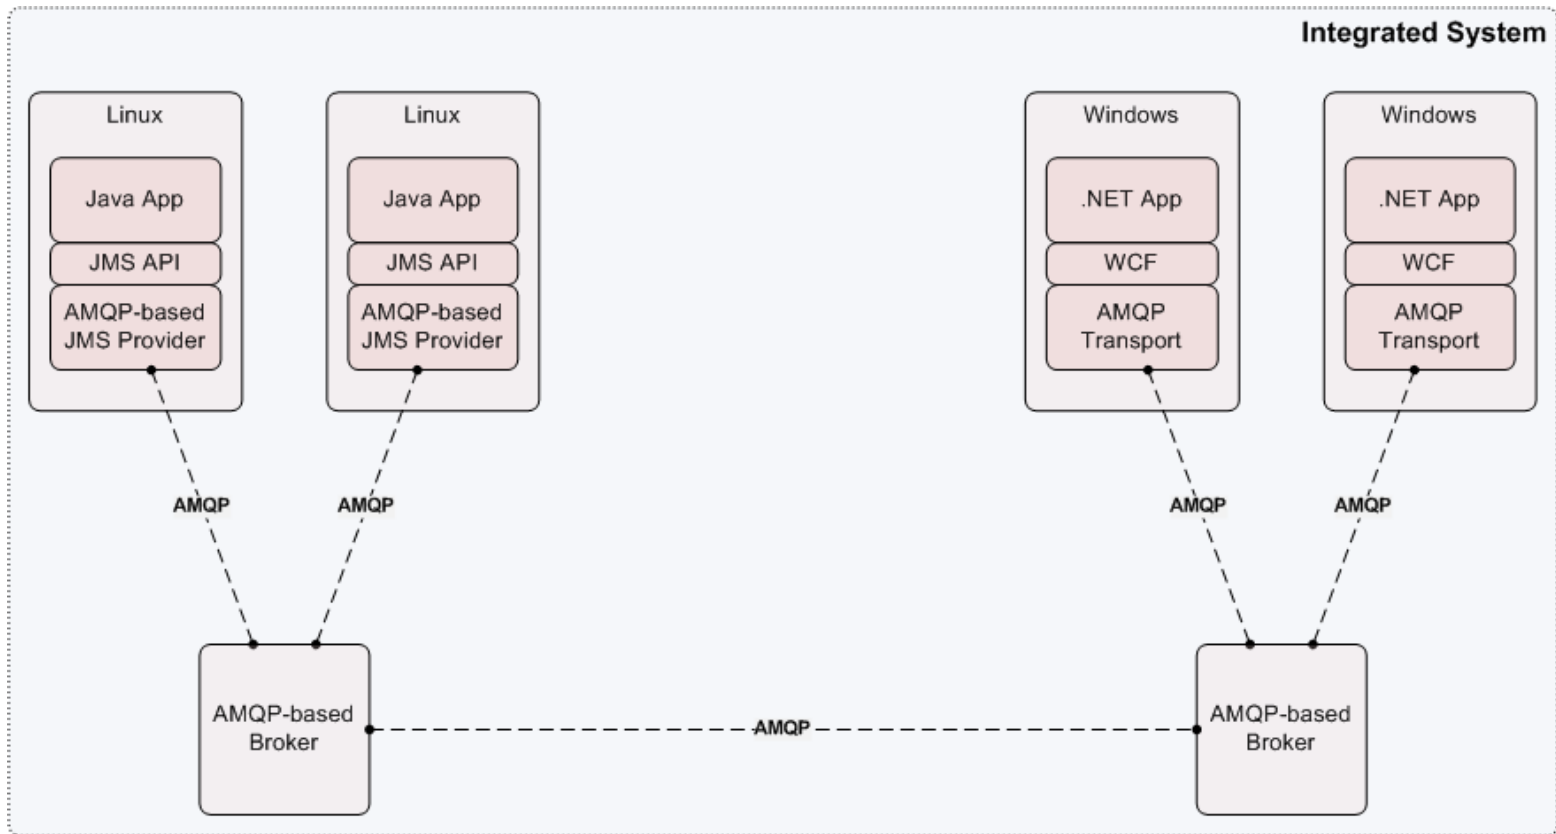 Integrated System
Linux
Java App
JMS API
AMQP-based
JMS Provider
Linux
Java App
JMS API
AMQP-based
JMS Provider
Windows
.NET App
WCF
AMQP
Transport
Windows
.NET App
WCF
AMQP
Transport
AMQP
AMQP
AMQP
AMQP
AMQP-based
Broker
AMQP
AMQP-based
Broker